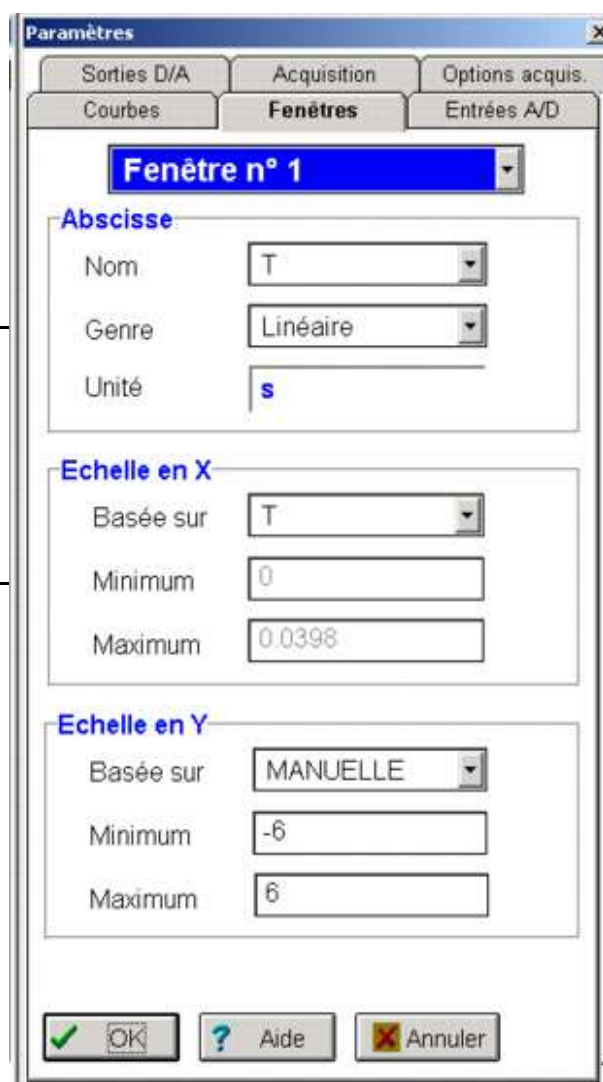 Paramètres
Sorties D/A Acquisition Options acquis.
Courbes Fenêtres Entrées A/D
Fenêtre n° 1
Abscisse
Nom T
Genre Linéaire
Unité s
Echelle en X
Basée sur T
Minimum 0
Maximum 0.0398
Echelle en Y
Basée sur MANUELLE
Minimum -6
Maximum 6
OK ? Aide Annuler